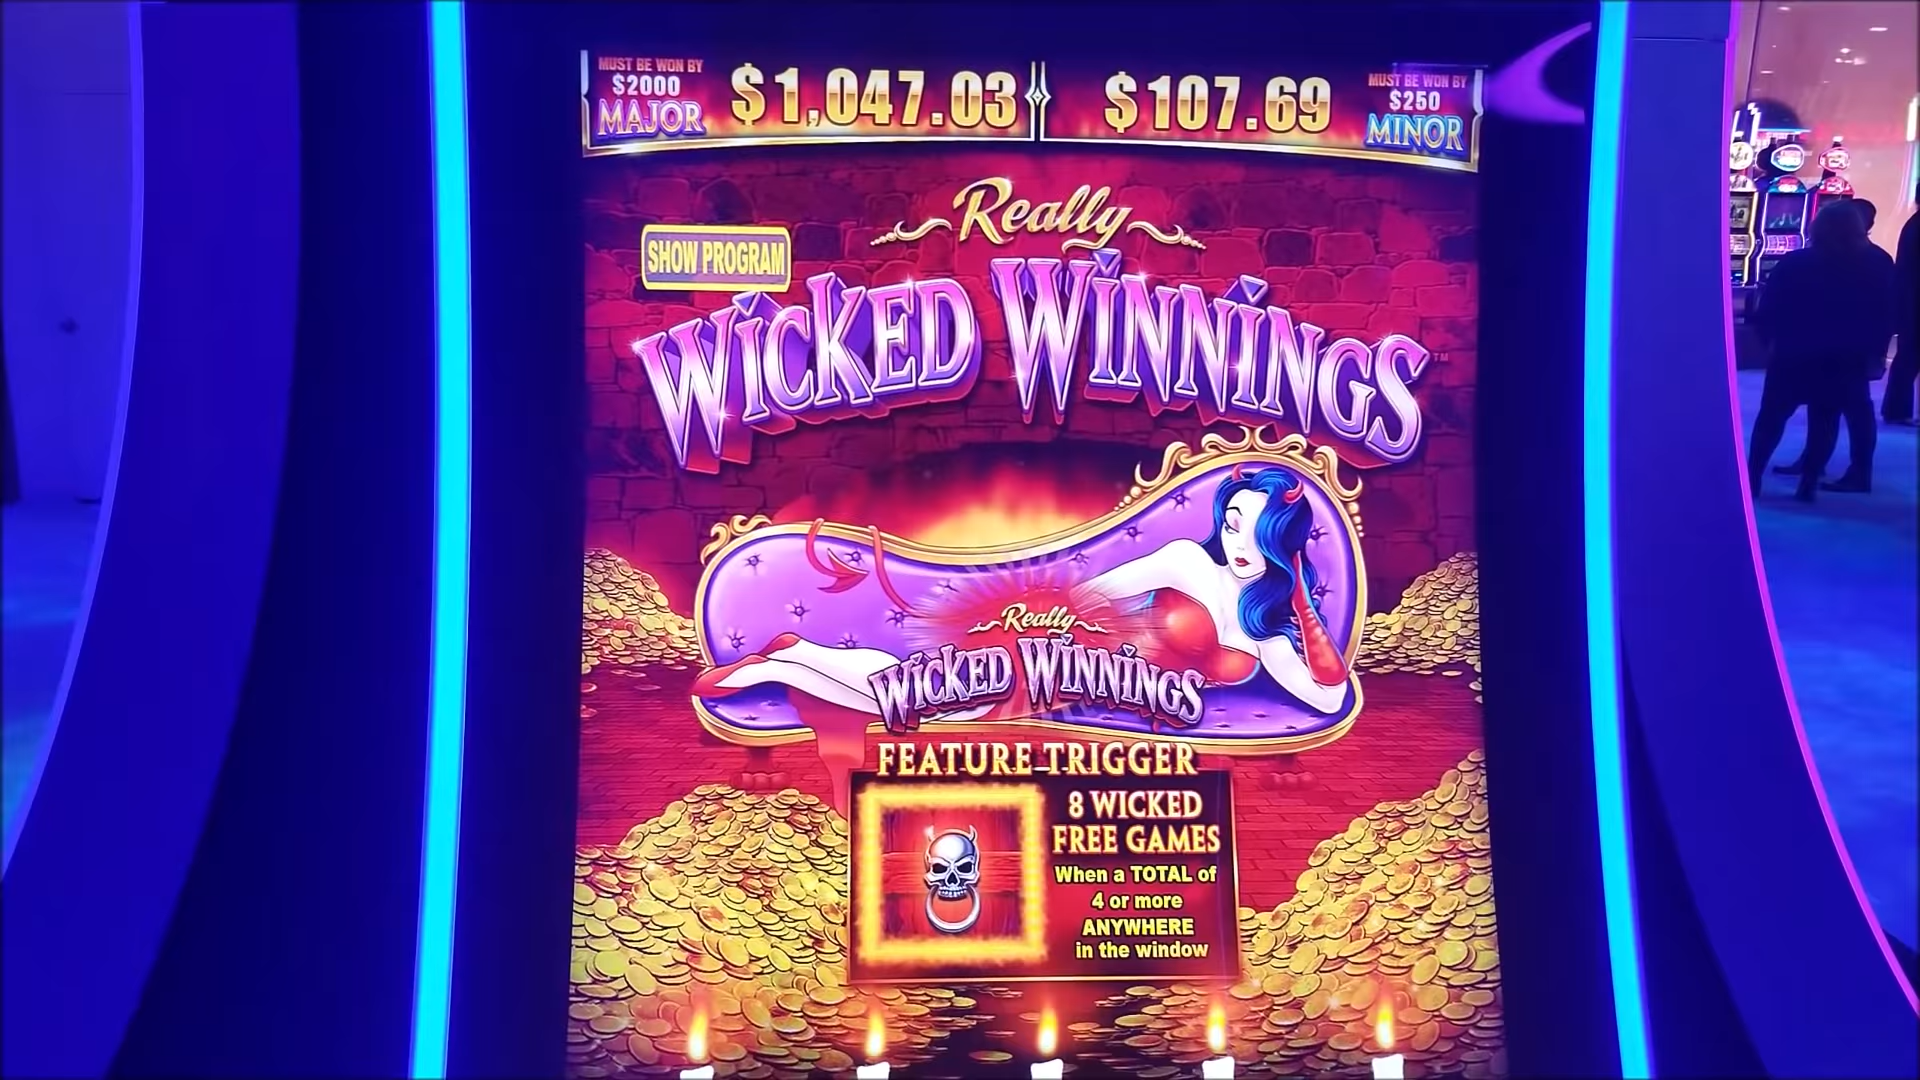 MUST BE WON BY
$2000
MAJOR
$1,047.03
$107.69
MUST BE WON BY
$250
MINOR
Really
SHOW PROGRAM
WICKED WINNINGS™
Really
WICKED WINNINGS
FEATURE TRIGGER
8 WICKED
FREE GAMES
When a TOTAL of
4 or more
ANYWHERE
in the window